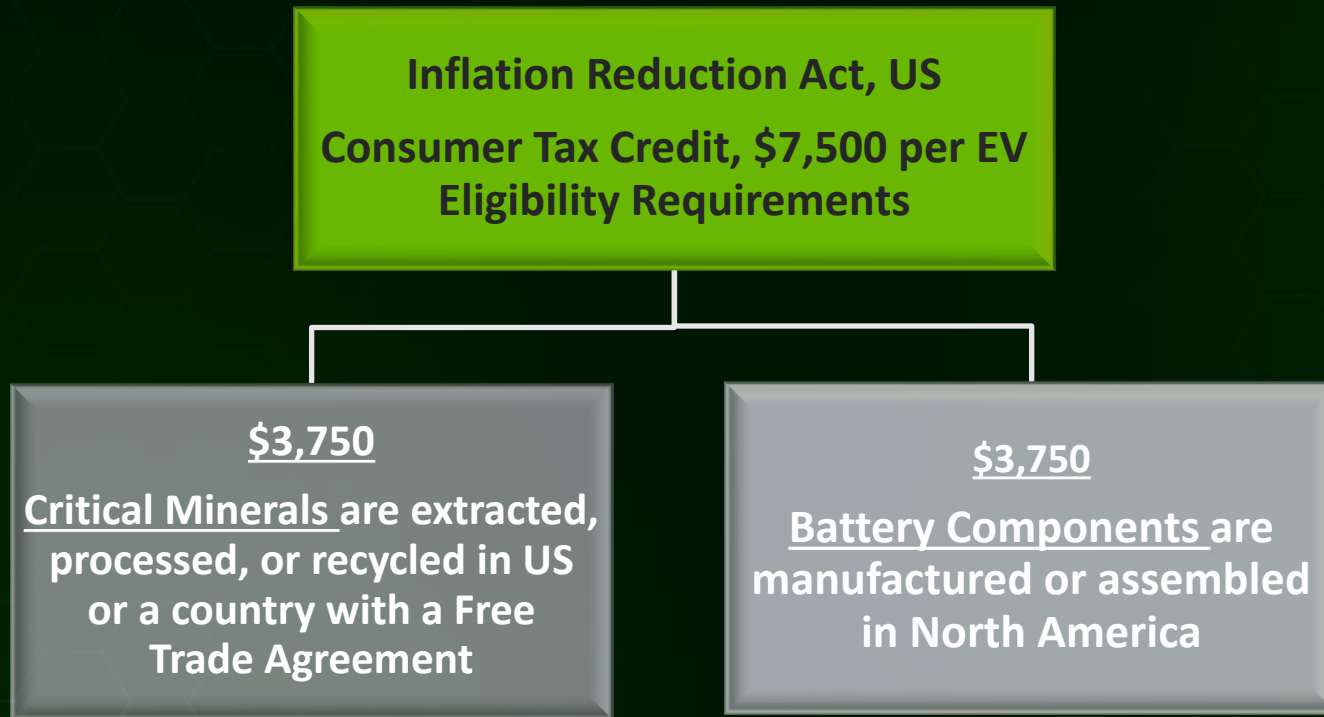 Inflation Reduction Act, US
Consumer Tax Credit, $7,500 per EV
Eligibility Requirements
$3,750
Critical Minerals are extracted,
processed, or recycled in US
or a country with a Free
Trade Agreement
$3,750
Battery Components are
manufactured or assembled
in North America